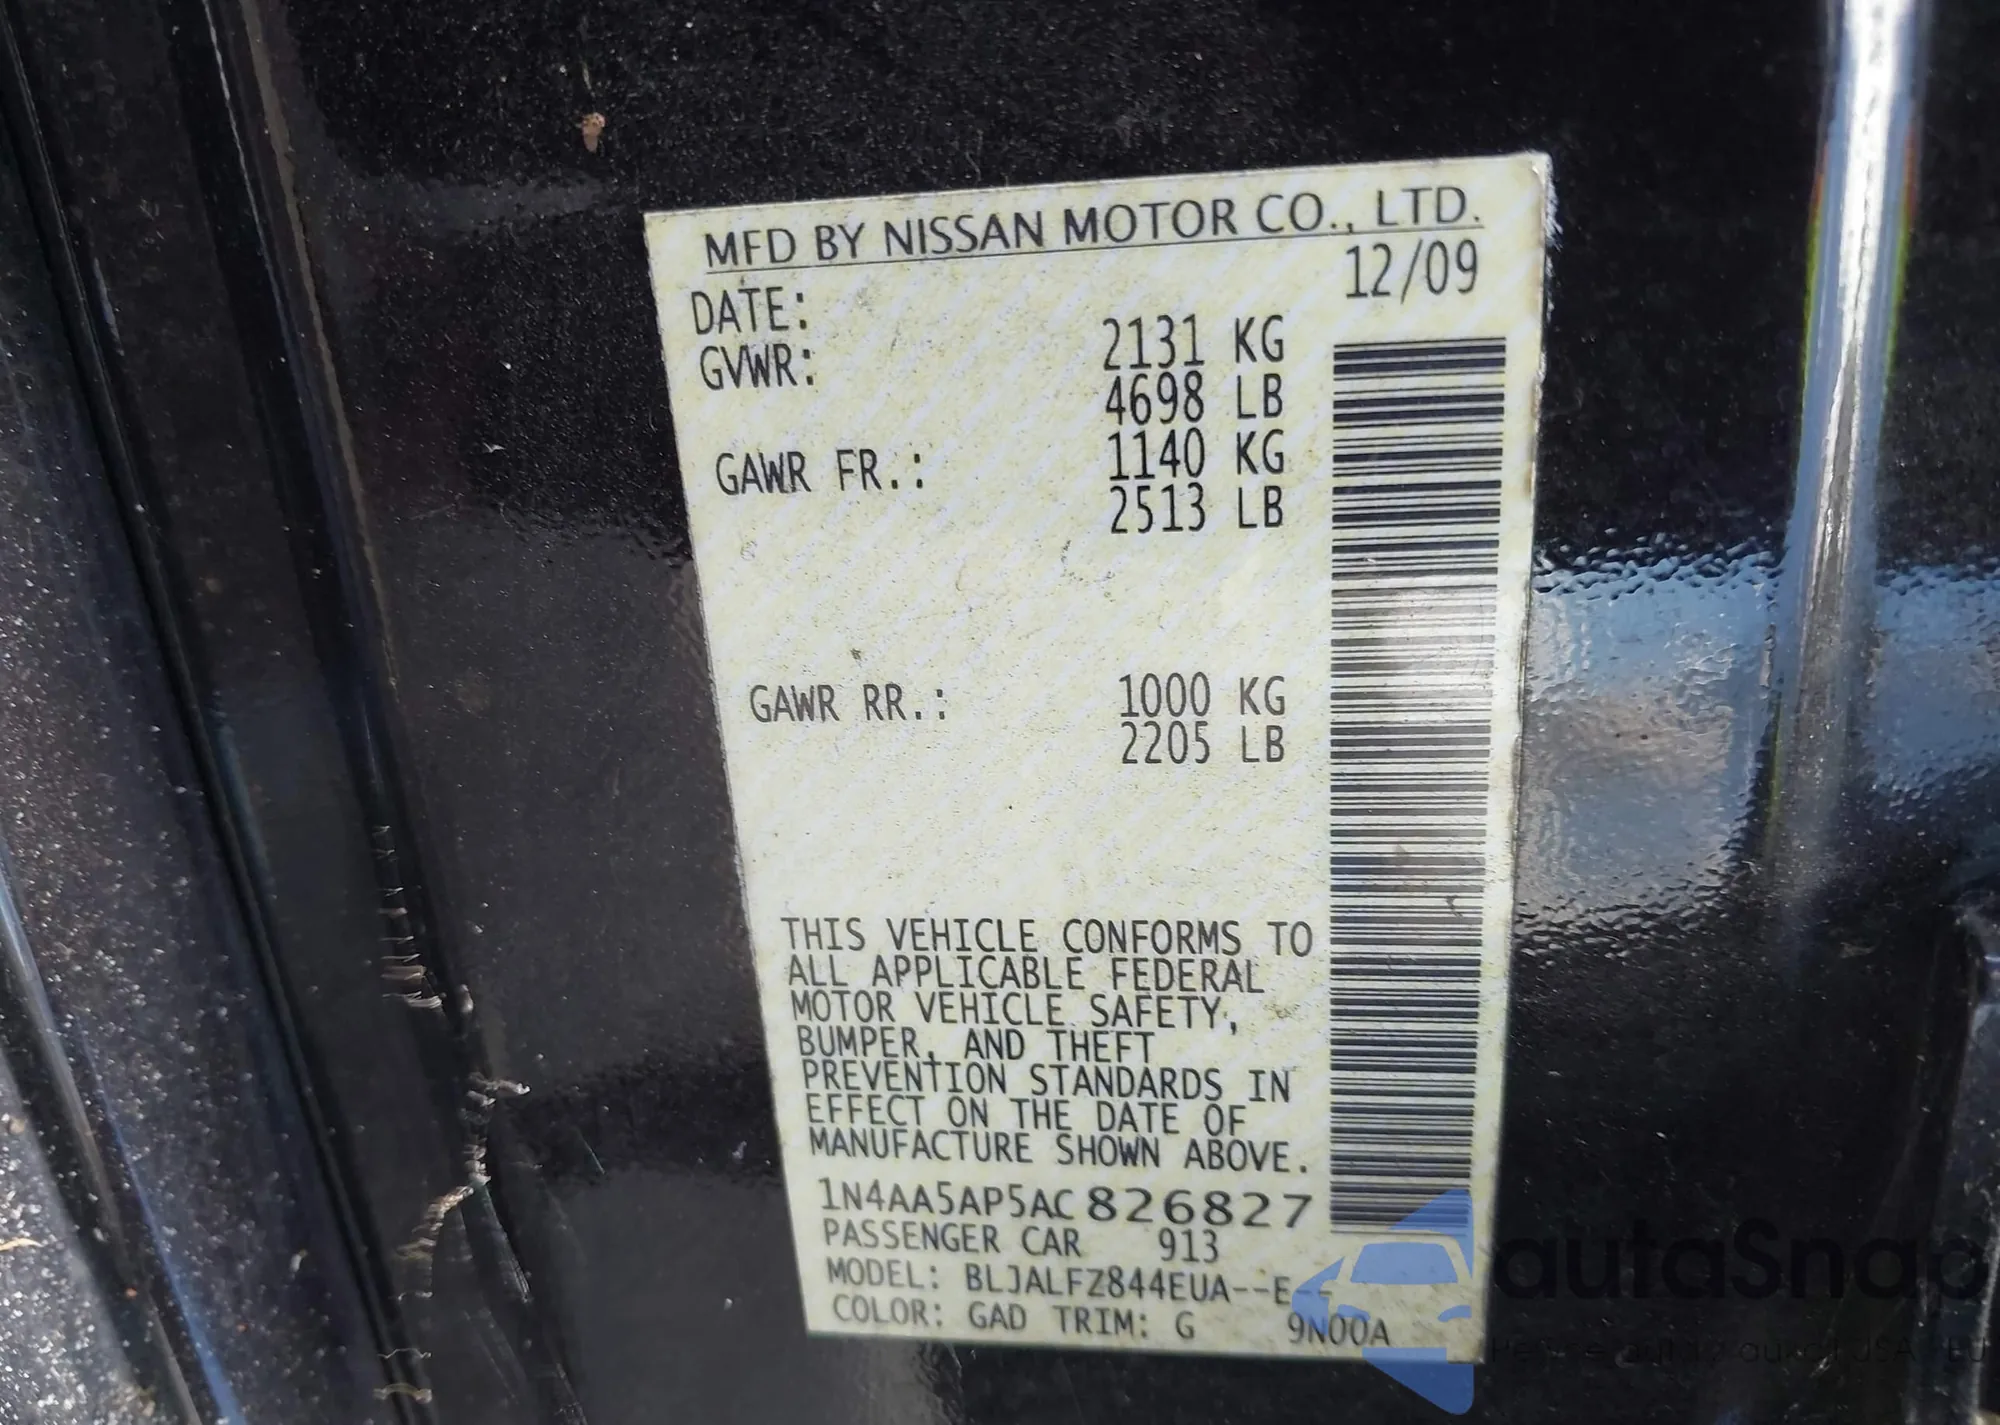 MFD BY NISSAN MOTOR CO., LTD.
DATE: 12/09
GVWR: 2131 KG
4698 LB
GAWR FR.: 1140 KG
2513 LB
GAWR RR.: 1000 KG
2205 LB
THIS VEHICLE CONFORMS TO
ALL APPLICABLE FEDERAL
MOTOR VEHICLE SAFETY,
BUMPER, AND THEFT
PREVENTION STANDARDS IN
EFFECT ON THE DATE OF
MANUFACTURE SHOWN ABOVE.
1N4AA5AP5AC826827
PASSENGER CAR 913
MODEL: BLJALFZ844EUA--E--
COLOR: GAD TRIM: G 9N00A
autaSnap